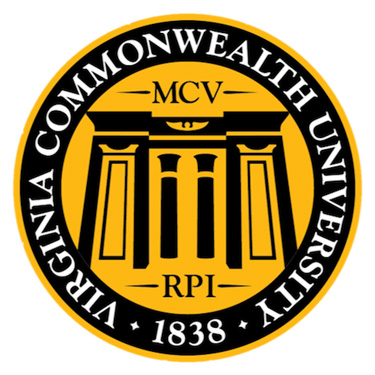 VIRGINIA COMMONWEALTH UNIVERSITY
MCV
RPI
· 1838 ·